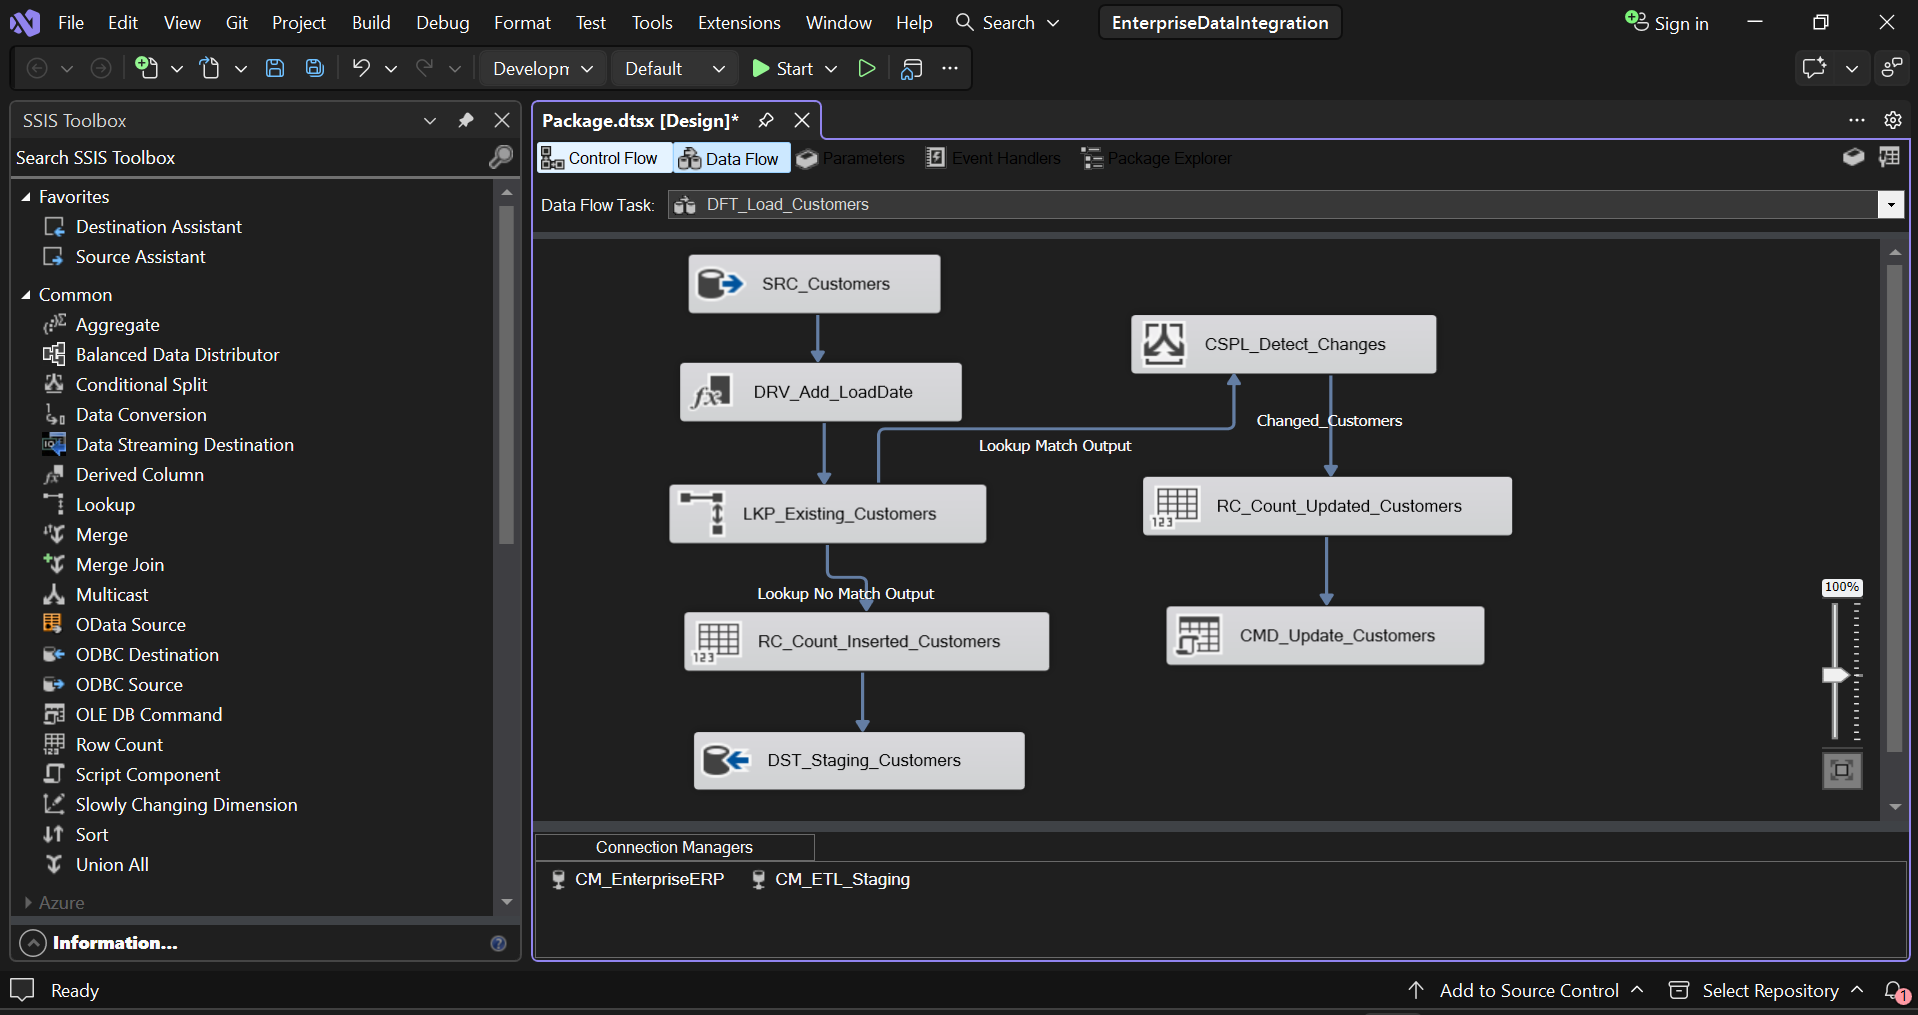 File Edit View Git Project Build Debug Format Test Tools Extensions Window Help Search EnterpriseDataIntegration Sign in
Developm Default Start
SSIS Toolbox
Search SSIS Toolbox
Favorites
Destination Assistant
Source Assistant
Common
Aggregate
Balanced Data Distributor
Conditional Split
Data Conversion
Data Streaming Destination
Derived Column
Lookup
Merge
Merge Join
Multicast
OData Source
ODBC Destination
ODBC Source
OLE DB Command
Row Count
Script Component
Slowly Changing Dimension
Sort
Union All
Azure
Information...
Package.dtsx [Design]*
Control Flow Data Flow Parameters Event Handlers Package Explorer
Data Flow Task: DFT_Load_Customers
SRC_Customers
CSPL_Detect_Changes
DRV_Add_LoadDate
Changed_Customers
Lookup Match Output
RC_Count_Updated_Customers
LKP_Existing_Customers
Lookup No Match Output
100%
RC_Count_Inserted_Customers
CMD_Update_Customers
DST_Staging_Customers
Connection Managers
CM_EnterpriseERP CM_ETL_Staging
Ready Add to Source Control Select Repository 1